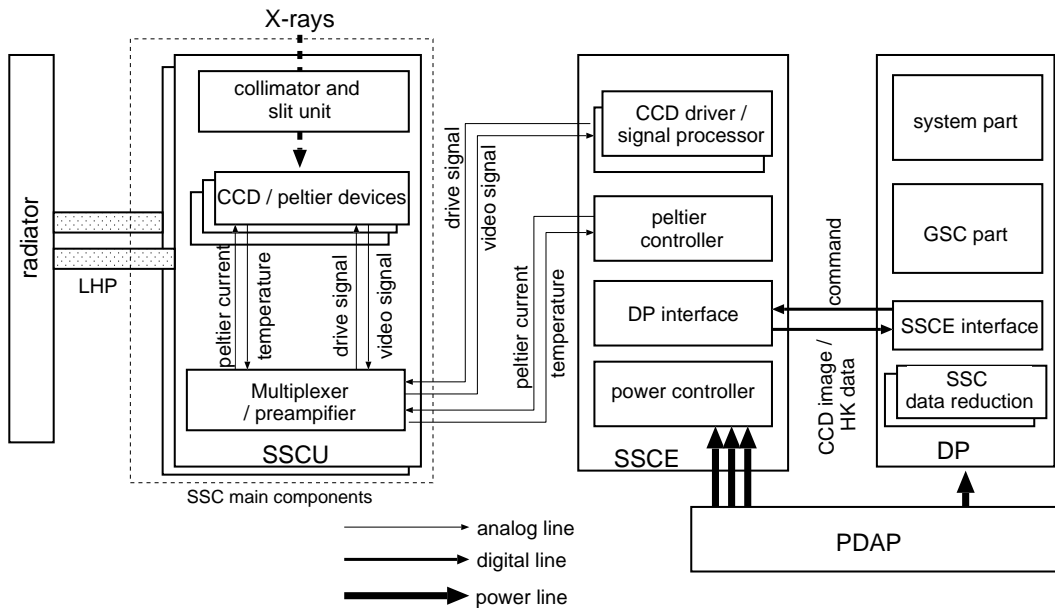 X-rays
radiator
LHP
collimator and
slit unit
CCD / peltier devices
peltier current
temperature
drive signal
video signal
Multiplexer
/ preampifier
SSCU
SSC main components
drive signal
video signal
peltier current
temperature
CCD driver /
signal processor
peltier
controller
DP interface
power controller
SSCE
command
CCD image /
HK data
system part
GSC part
SSCE interface
SSC
data reduction
DP
PDAP
analog line
digital line
power line